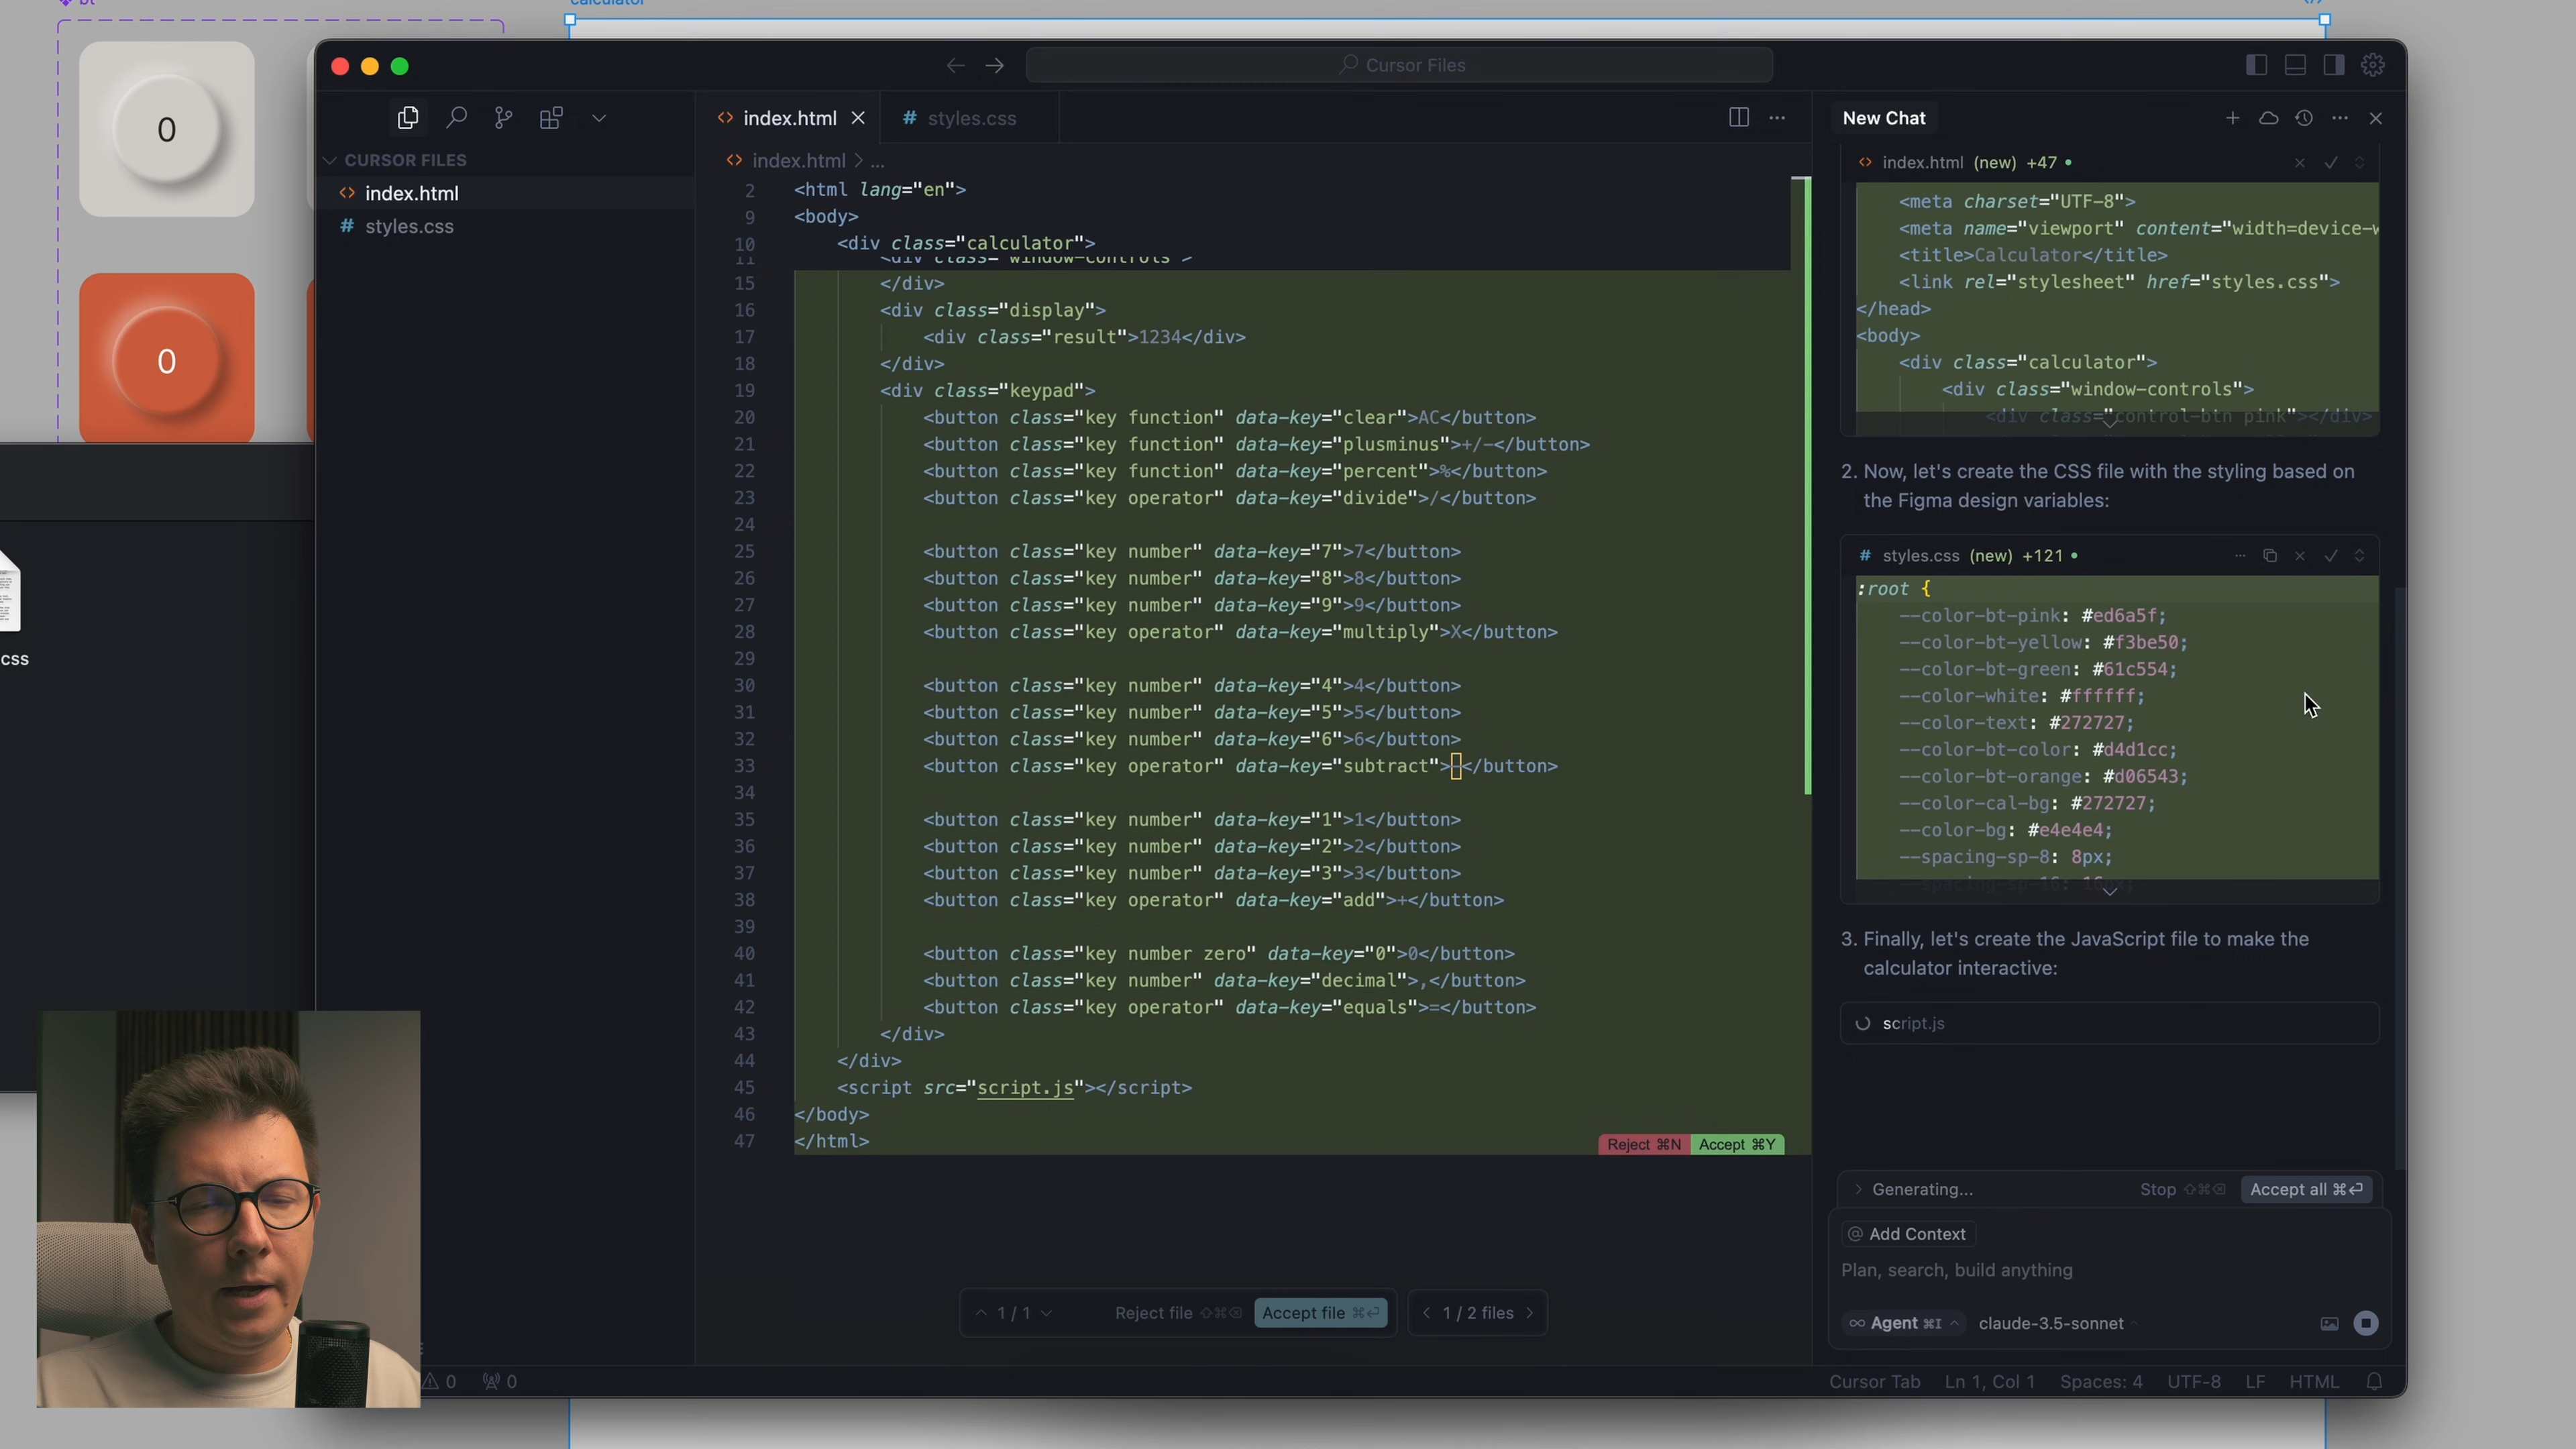 bt
calculator
0
0
css
Cursor Files
CURSOR FILES
index.html
styles.css
index.html
styles.css
index.html > ...
2 <html lang="en">
9 <body>
10 <div class="calculator">
11 <div class="window-controls">
15 </div>
16 <div class="display">
17 <div class="result">1234</div>
18 </div>
19 <div class="keypad">
20 <button class="key function" data-key="clear">AC</button>
21 <button class="key function" data-key="plusminus">+/-</button>
22 <button class="key function" data-key="percent">%</button>
23 <button class="key operator" data-key="divide">/</button>
24
25 <button class="key number" data-key="7">7</button>
26 <button class="key number" data-key="8">8</button>
27 <button class="key number" data-key="9">9</button>
28 <button class="key operator" data-key="multiply">X</button>
29
30 <button class="key number" data-key="4">4</button>
31 <button class="key number" data-key="5">5</button>
32 <button class="key number" data-key="6">6</button>
33 <button class="key operator" data-key="subtract">−</button>
34
35 <button class="key number" data-key="1">1</button>
36 <button class="key number" data-key="2">2</button>
37 <button class="key number" data-key="3">3</button>
38 <button class="key operator" data-key="add">+</button>
39
40 <button class="key number zero" data-key="0">0</button>
41 <button class="key number" data-key="decimal">,</button>
42 <button class="key operator" data-key="equals">=</button>
43 </div>
44 </div>
45 <script src="script.js"></script>
46 </body>
47 </html>
Reject ⌘N Accept ⌘Y
1 / 1 Reject file ⇧⌘⌫ Accept file ⌘⏎ < 1 / 2 files >
New Chat
index.html (new) +47
<meta charset="UTF-8">
<meta name="viewport" content="width=device-w
<title>Calculator</title>
<link rel="stylesheet" href="styles.css">
</head>
<body>
<div class="calculator">
<div class="window-controls">
<div class="control-btn pink"></div>
2. Now, let's create the CSS file with the styling based on
the Figma design variables:
styles.css (new) +121
:root {
--color-bt-pink: #ed6a5f;
--color-bt-yellow: #f3be50;
--color-bt-green: #61c554;
--color-white: #ffffff;
--color-text: #272727;
--color-bt-color: #d4d1cc;
--color-bt-orange: #d06543;
--color-cal-bg: #272727;
--color-bg: #e4e4e4;
--spacing-sp-8: 8px;
--spacing-sp-16: 16px;
3. Finally, let's create the JavaScript file to make the
calculator interactive:
script.js
Generating... Stop ⇧⌘⌫ Accept all ⌘⏎
@ Add Context
Plan, search, build anything
∞ Agent ⌘I claude-3.5-sonnet
0 0
Cursor Tab Ln 1, Col 1 Spaces: 4 UTF-8 LF HTML